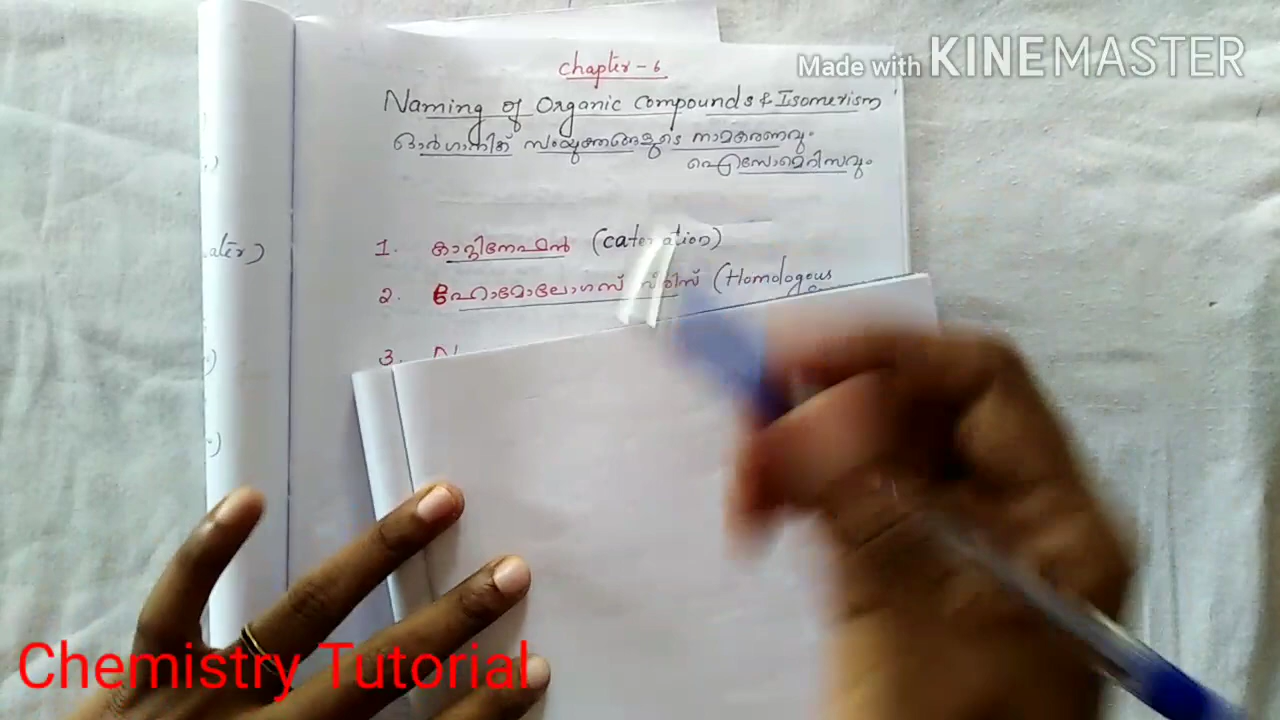 Made with KINEMASTER
Chapter - 6
Naming of Organic Compounds & Isomerism
ഓർഗാനിക് സംയുക്തങ്ങളുടെ നാമകരണവും
ഐസോമെറിസവും
1. കാറ്റിനേഷൻ (catenation)
2. ഹോമോലോഗസ് സീരിസ് (Homologous
3.
Chemistry Tutorial